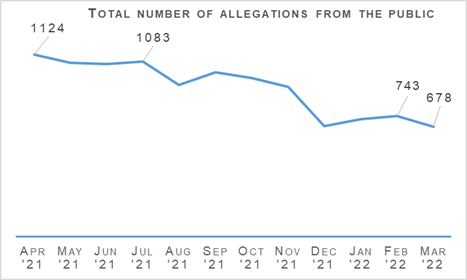 TOTAL NUMBER OF ALLEGATIONS FROM THE PUBLIC
1124
1083
743
678
APR MAY JUN JUL AUG SEP OCT NOV DEC JAN FEB MAR
'21 '21 '21 '21 '21 '21 '21 '21 '21 '22 '22 '22